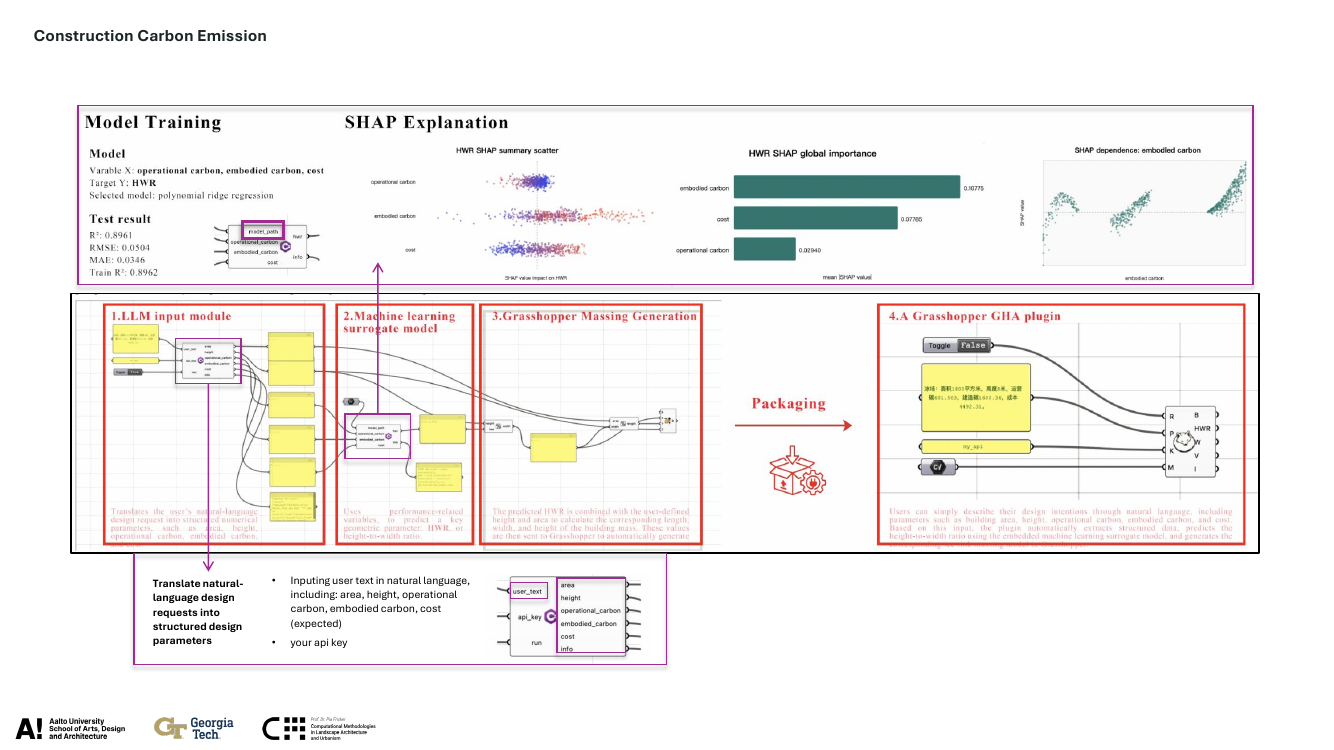 Construction Carbon Emission
Model Training
SHAP Explanation
Model
Varable X: operational carbon, embodied carbon, cost
Target Y: HWR
Selected model: polynomial ridge regression
Test result
R²: 0.8961
RMSE: 0.0504
MAE: 0.0346
Train R²: 0.8962
model_path
operational_carbon
embodied_carbon
cost
hwr
info
HWR SHAP summary scatter
operational carbon
embodied carbon
cost
SHAP value impact on HWR
HWR SHAP global importance
embodied carbon
0.10775
cost
0.07765
operational carbon
0.02940
mean |SHAP value|
SHAP dependence: embodied carbon
SHAP value
embodied carbon
1.LLM input module
2.Machine learning
surrogate model
3.Grasshopper Massing Generation
Translates the user's natural-language
design request into structured numerical
parameters, such as area, height,
operational carbon, embodied carbon,
Uses performance-related
variables, to predict a key
geometric parameter: HWR, or
height-to-width ratio.
The predicted HWR is combined with the user-defined
height and area to calculate the corresponding length,
width, and height of the building mass. These values
are then sent to Grasshopper to automatically generate
Packaging
4.A Grasshopper GHA plugin
Toggle False
my_api
R
P
K
M
B
HWR
W
V
I
Users can simply describe their design intentions through natural language, including
parameters such as building area, height, operational carbon, embodied carbon, and cost.
Based on this input, the plugin automatically extracts structured data, predicts the
height-to-width ratio using the embedded machine learning surrogate model, and generates the
Translate natural-
language design
requests into
structured design
parameters
• Inputing user text in natural language,
including: area, height, operational
carbon, embodied carbon, cost
(expected)
• your api key
user_text
api_key
run
area
height
operational_carbon
embodied_carbon
cost
info
A! Aalto University
School of Arts, Design
and Architecture
GT Georgia
Tech
Prof. Dr. Pia Fricker
Computational Methodologies
in Landscape Architecture
and Urbanism